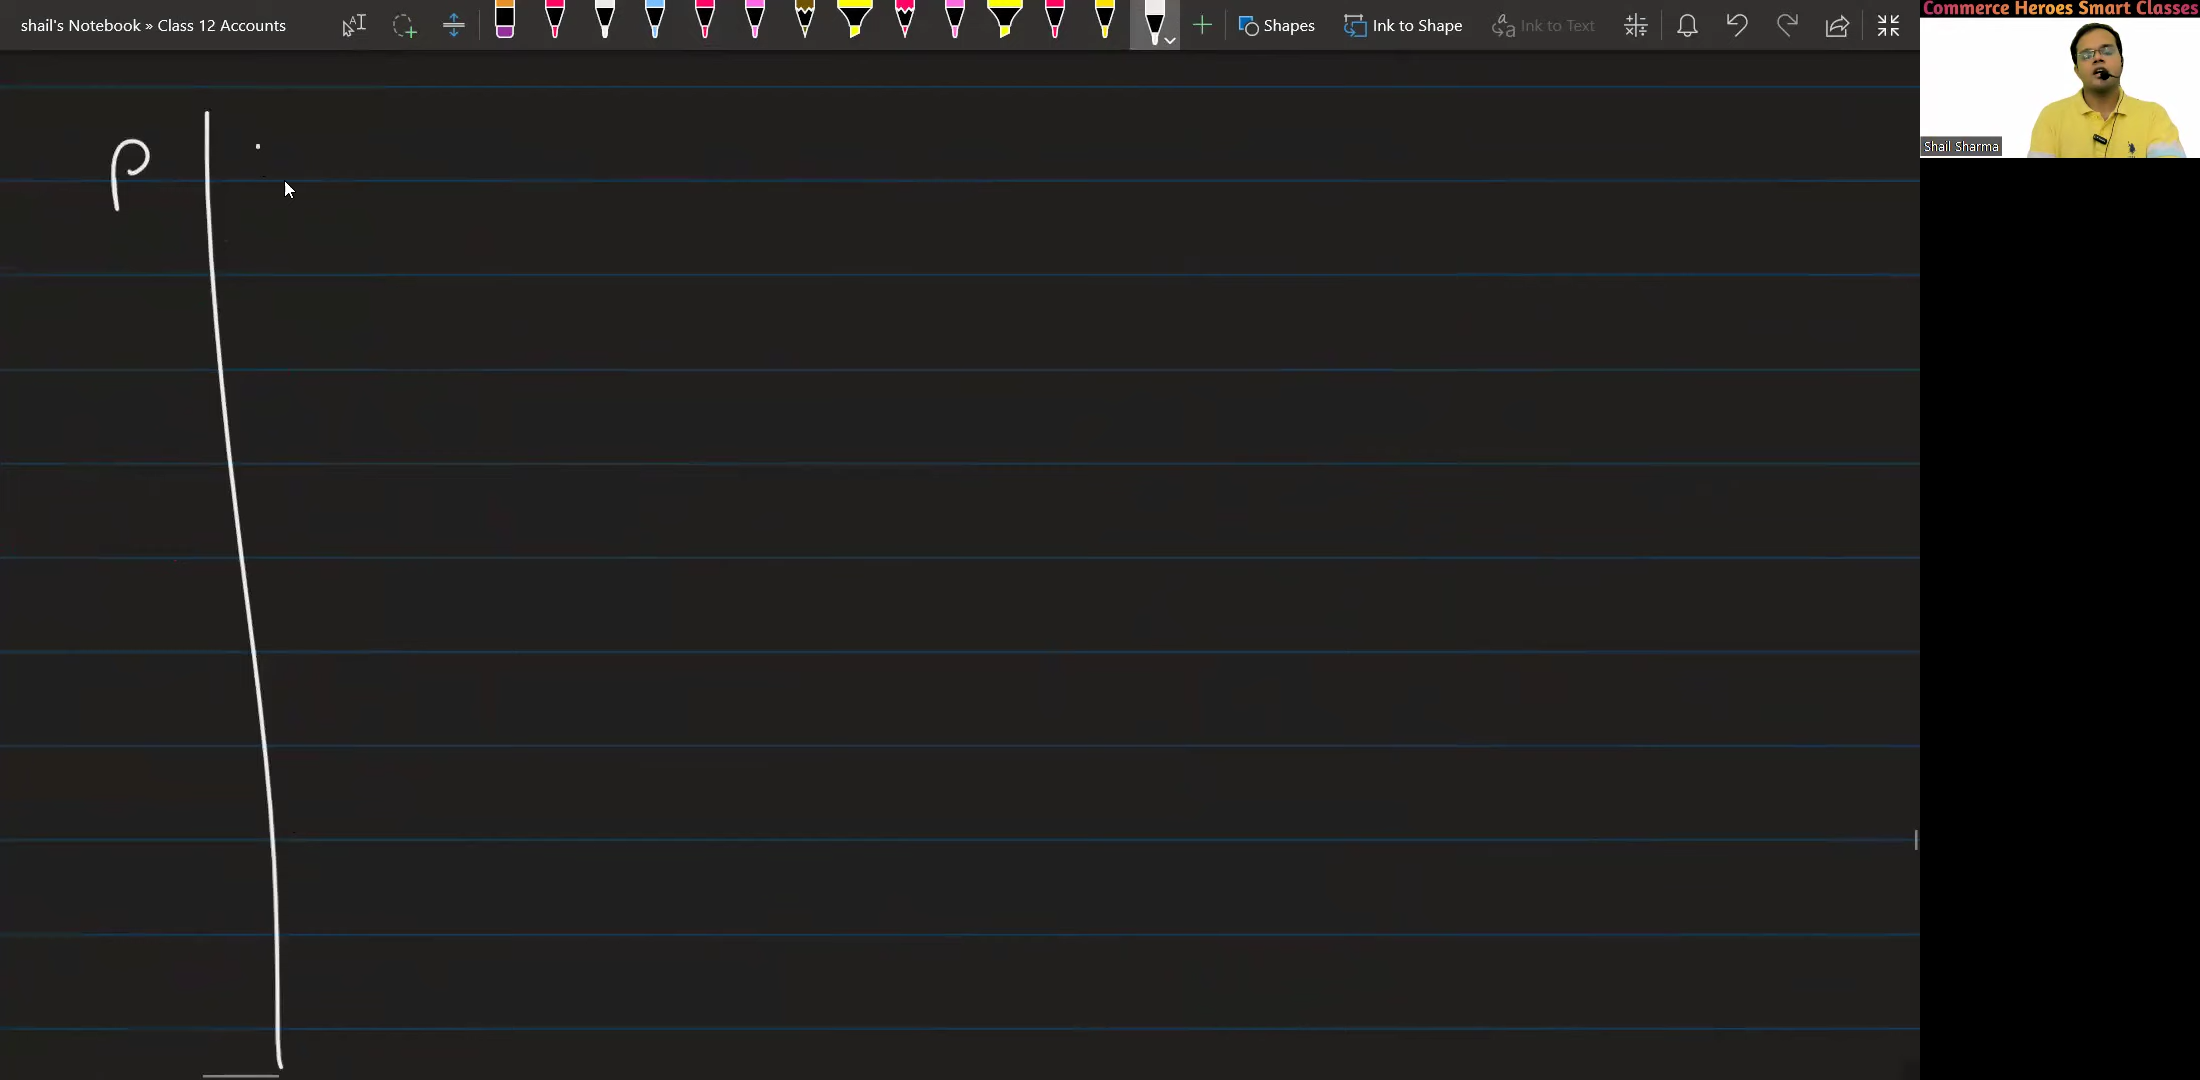 shail's Notebook » Class 12 Accounts
Shapes
Ink to Shape
Ink to Text
Commerce Heroes Smart Classes
Shail Sharma
P